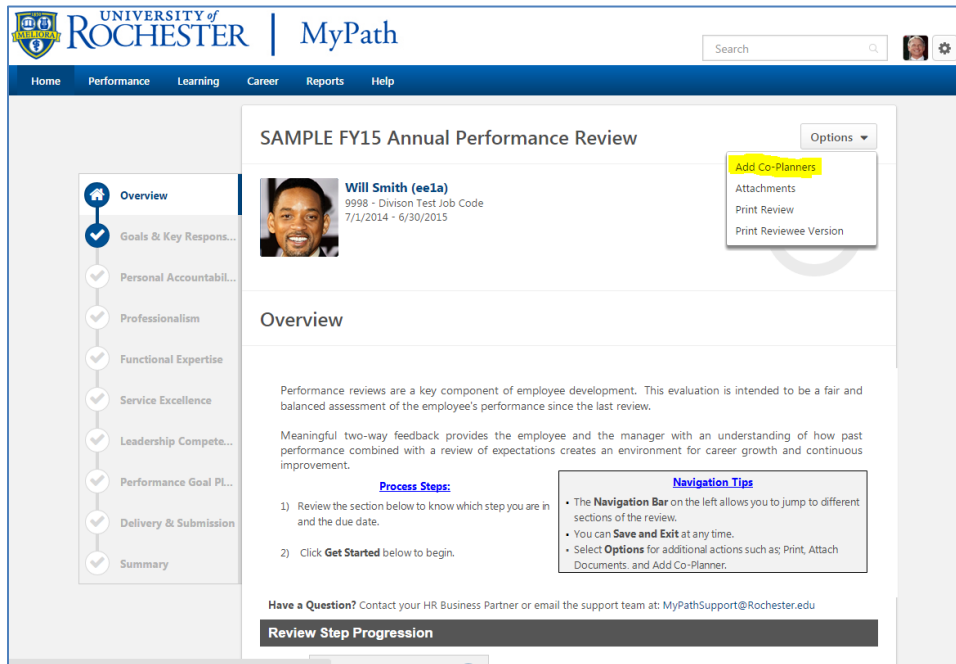 UNIVERSITY of
ROCHESTER
MELIORA
MyPath
Search
Home Performance Learning Career Reports Help
SAMPLE FY15 Annual Performance Review
Options
Add Co-Planners
Attachments
Print Review
Print Reviewee Version
Will Smith (ee1a)
9998 - Divison Test Job Code
7/1/2014 - 6/30/2015
Overview
Goals & Key Respons...
Personal Accountabil...
Professionalism
Functional Expertise
Service Excellence
Leadership Compete...
Performance Goal Pl...
Delivery & Submission
Summary
Overview
Performance reviews are a key component of employee development. This evaluation is intended to be a fair and
balanced assessment of the employee's performance since the last review.
Meaningful two-way feedback provides the employee and the manager with an understanding of how past
performance combined with a review of expectations creates an environment for career growth and continuous
improvement.
Process Steps:
1) Review the section below to know which step you are in
and the due date.
2) Click Get Started below to begin.
Navigation Tips
• The Navigation Bar on the left allows you to jump to different
sections of the review.
• You can Save and Exit at any time.
• Select Options for additional actions such as; Print, Attach
Documents, and Add Co-Planner.
Have a Question? Contact your HR Business Partner or email the support team at: MyPathSupport@Rochester.edu
Review Step Progression